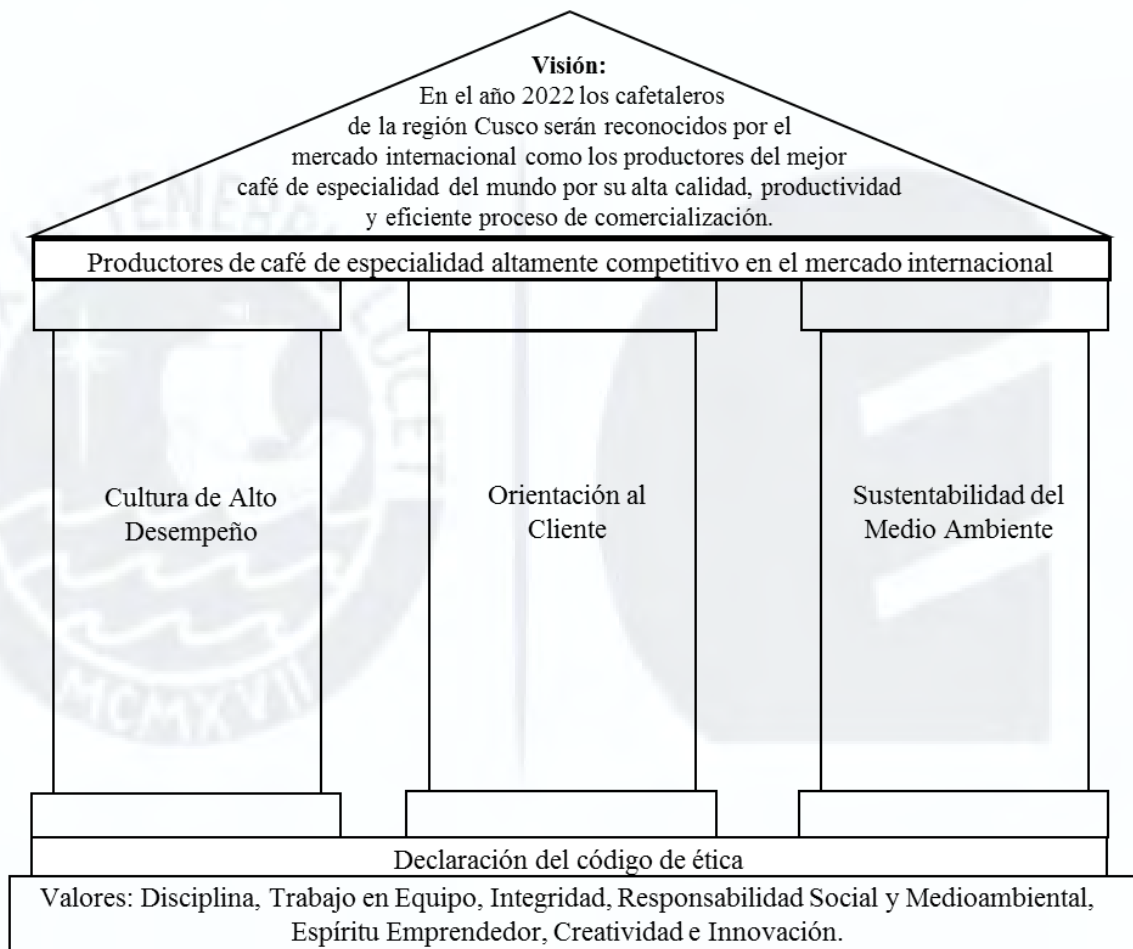 Visión:
En el año 2022 los cafetaleros
de la región Cusco serán reconocidos por el
mercado internacional como los productores del mejor
café de especialidad del mundo por su alta calidad, productividad
y eficiente proceso de comercialización.
Productores de café de especialidad altamente competitivo en el mercado internacional
Cultura de Alto
Desempeño
Orientación al
Cliente
Sustentabilidad del
Medio Ambiente
Declaración del código de ética
Valores: Disciplina, Trabajo en Equipo, Integridad, Responsabilidad Social y Medioambiental,
Espíritu Emprendedor, Creatividad e Innovación.
LUCET
MCMXVII